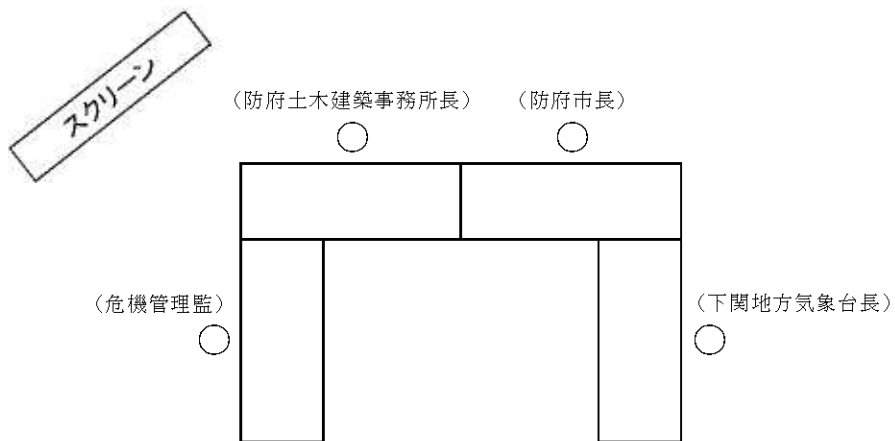 スクリーン
（防府土木建築事務所長）
（防府市長）
（危機管理監）
（下関地方気象台長）